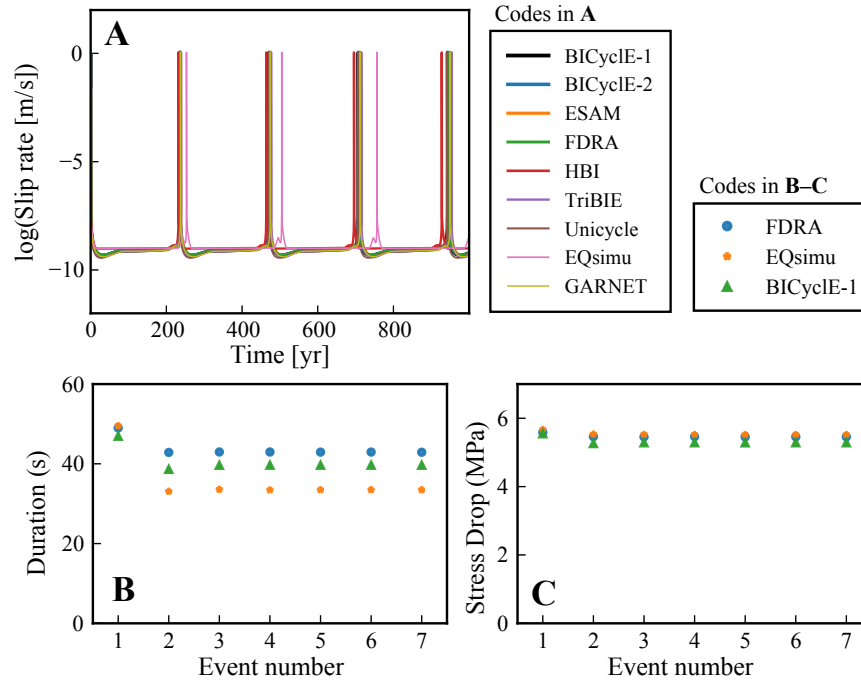 Codes in A
BICyclE-1
BICyclE-2
ESAM
FDRA
HBI
TriBIE
Unicycle
EQsimu
GARNET
A
log(Slip rate [m/s]
0
−5
−10
0 200 400 600 800
Time [yr]
Codes in B–C
FDRA
EQsimu
BICyclE-1
Duration (s)
60
40
20
0
B
1 2 3 4 5 6 7
Event number
Stress Drop (MPa)
6
4
2
0
C
1 2 3 4 5 6 7
Event number